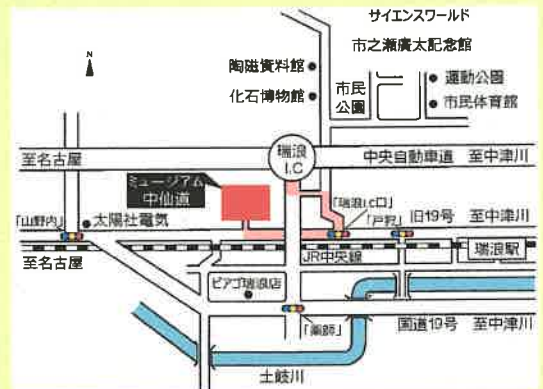 サイエンスワールド
市之瀬廣太記念館
N
陶磁資料館
化石博物館
市民
公園
運動公園
市民体育館
至名古屋
瑞浪
I.C
中央自動車道 至中津川
ミュージアム
中仙道
「山野内」
太陽社電気
「瑞浪I.C口」
「戸沢」
旧19号 至中津川
至名古屋
JR中央線
瑞浪駅
ピアゴ瑞浪店
「薬師」
国道19号 至中津川
土岐川